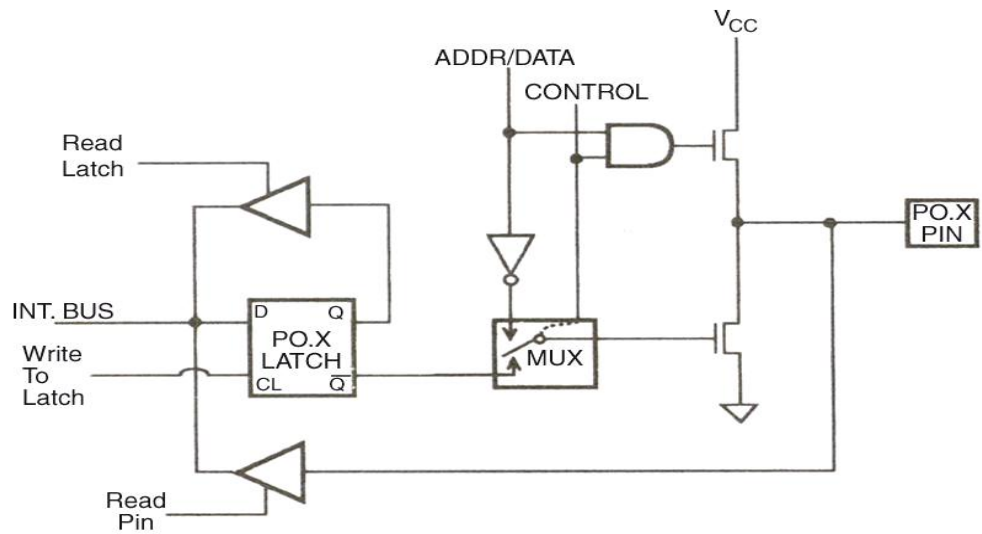 VCC
ADDR/DATA
CONTROL
Read
Latch
PO.X
PIN
INT. BUS
D Q
PO.X
LATCH
CL Q̅
Write
To
Latch
MUX
Read
Pin